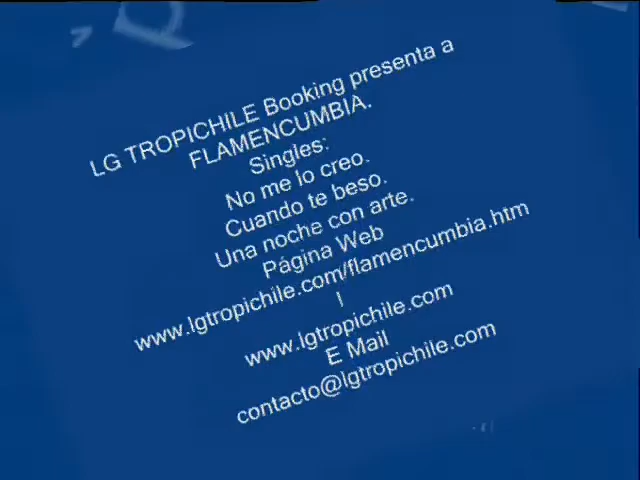 LG TROPICHILE Booking presenta a
FLAMENCUMBIA.
Singles:
No me lo creo.
Cuando te beso.
Una noche con arte.
Página Web
www.lgtropichile.com/flamencumbia.htm
l
www.lgtropichile.com
E Mail
contacto@lgtropichile.com